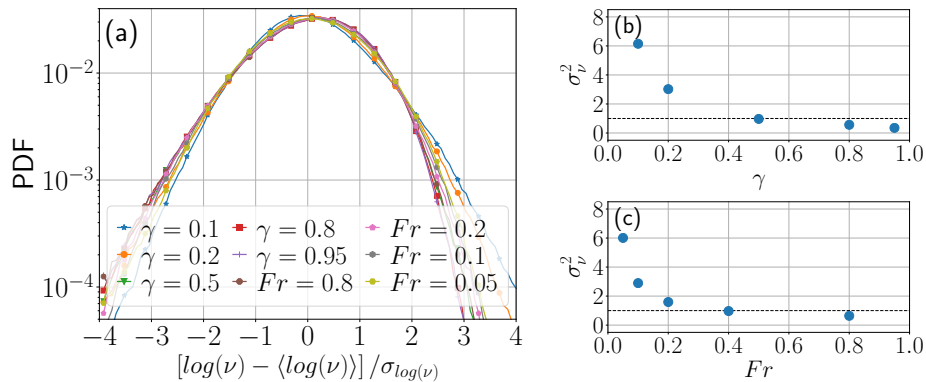 (a)
PDF
10⁻²
10⁻³
10⁻⁴
γ = 0.1 γ = 0.8 Fr = 0.2
γ = 0.2 γ = 0.95 Fr = 0.1
γ = 0.5 Fr = 0.8 Fr = 0.05
−4 −3 −2 −1 0 1 2 3 4
[log(ν) − ⟨log(ν)⟩] /σ_{log(ν)}
(b)
σ_ν²
8
6
4
2
0
0.0 0.2 0.4 0.6 0.8 1.0
γ
(c)
σ_ν²
8
6
4
2
0
0.0 0.2 0.4 0.6 0.8 1.0
Fr